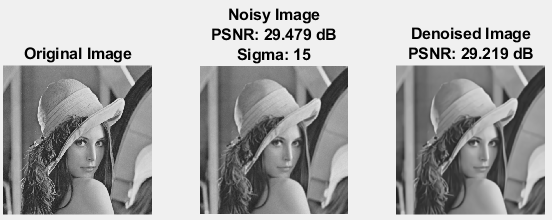 Original Image
Noisy Image
PSNR: 29.479 dB
Sigma: 15
Denoised Image
PSNR: 29.219 dB